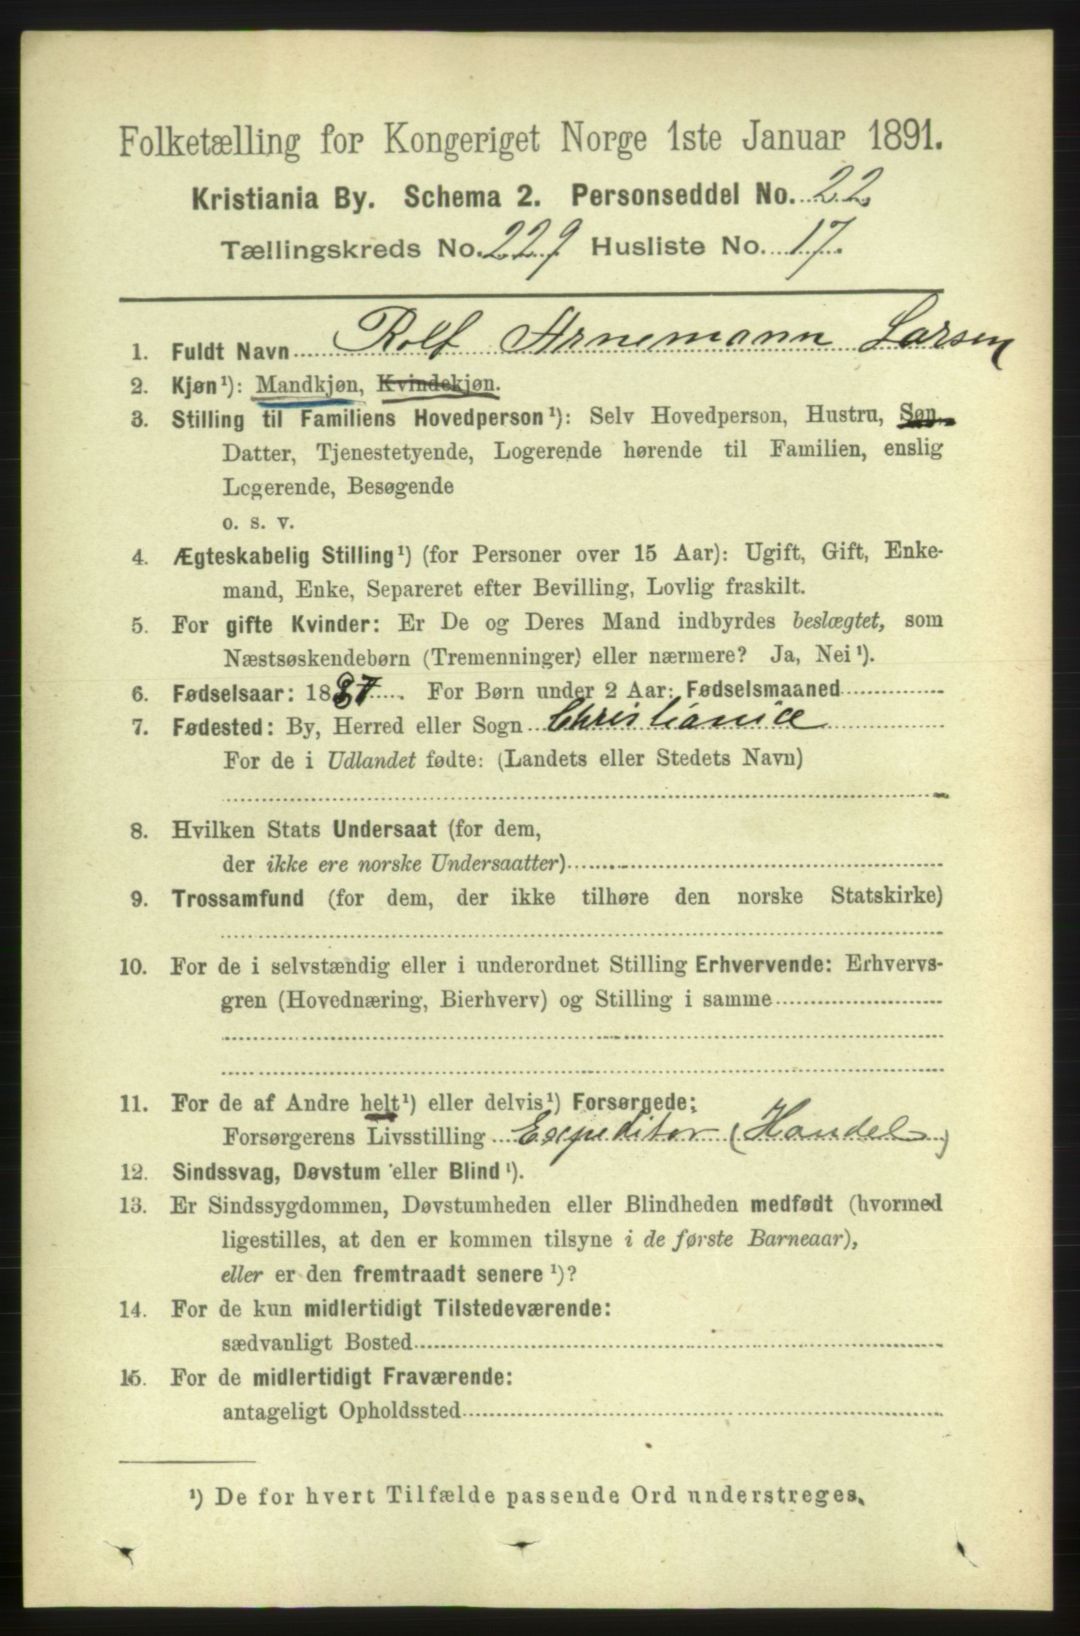 Folketælling for Kongeriget Norge 1ste Januar 1891.
Kristiania By. Schema 2. Personseddel No. 22
Tællingskreds No. 229 Husliste No. 17.
1. Fuldt Navn Rolf Arnemann Larsen
2. Kjøn¹): Mandkjøn, Kvindekjøn.
3. Stilling til Familiens Hovedperson¹): Selv Hovedperson, Hustru, Søn,
Datter, Tjenestetyende, Logerende hørende til Familien, enslig
Logerende, Besøgende
o. s. v.
4. Ægteskabelig Stilling¹) (for Personer over 15 Aar): Ugift, Gift, Enke-
mand, Enke, Separeret efter Bevilling, Lovlig fraskilt.
5. For gifte Kvinder: Er De og Deres Mand indbyrdes beslægtet, som
Næstsøskendebørn (Tremenninger) eller nærmere? Ja, Nei¹).
6. Fødselsaar: 1887. For Børn under 2 Aar: Fødselsmaaned
7. Fødested: By, Herred eller Sogn Christiania
For de i Udlandet fødte: (Landets eller Stedets Navn)
8. Hvilken Stats Undersaat (for dem,
der ikke ere norske Undersaatter)
9. Trossamfund (for dem, der ikke tilhøre den norske Statskirke)
10. For de i selvstændig eller i underordnet Stilling Erhvervende: Erhvervs-
gren (Hovednæring, Bierhverv) og Stilling i samme
11. For de af Andre helt¹) eller delvis¹) Forsørgede:
Forsørgerens Livsstilling Expeditør (Handel)
12. Sindssvag, Døvstum eller Blind¹).
13. Er Sindssygdommen, Døvstumheden eller Blindheden medfødt (hvormed
ligestilles, at den er kommen tilsyne i de første Barneaar),
eller er den fremtraadt senere¹)?
14. For de kun midlertidigt Tilstedeværende:
sædvanligt Bosted
15. For de midlertidigt Fraværende:
antageligt Opholdssted
¹) De for hvert Tilfælde passende Ord understreges.